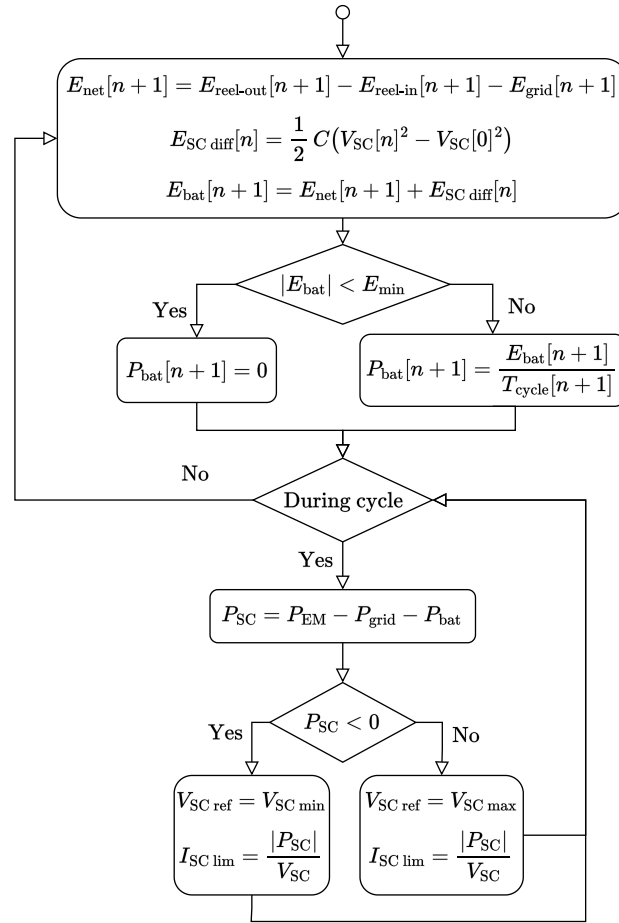 E_net[n + 1] = E_reel-out[n + 1] − E_reel-in[n + 1] − E_grid[n + 1]
E_SC diff[n] = 1/2 C(V_SC[n]² − V_SC[0]²)
E_bat[n + 1] = E_net[n + 1] + E_SC diff[n]
|E_bat| < E_min
Yes
No
P_bat[n + 1] = 0
P_bat[n + 1] = E_bat[n + 1] / T_cycle[n + 1]
No
During cycle
Yes
P_SC = P_EM − P_grid − P_bat
P_SC < 0
Yes
No
V_SC ref = V_SC min
I_SC lim = |P_SC| / V_SC
V_SC ref = V_SC max
I_SC lim = |P_SC| / V_SC